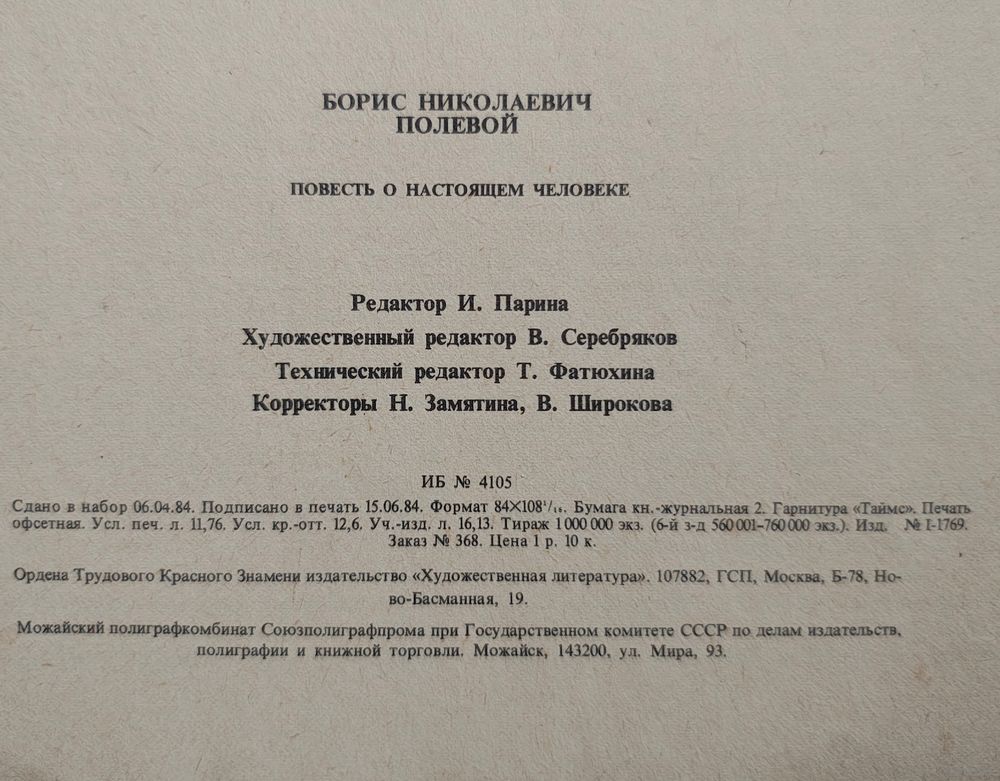 БОРИС НИКОЛАЕВИЧ
ПОЛЕВОЙ
ПОВЕСТЬ О НАСТОЯЩЕМ ЧЕЛОВЕКЕ
Редактор И. Парина
Художественный редактор В. Серебряков
Технический редактор Т. Фатюхина
Корректоры Н. Замятина, В. Широкова
ИБ № 4105
Сдано в набор 06.04.84. Подписано в печать 15.06.84. Формат 84×108¹/₁₆. Бумага кн.-журнальная 2. Гарнитура «Таймс». Печать
офсетная. Усл. печ. л. 11,76. Усл. кр.-отт. 12,6. Уч.-изд. л. 16,13. Тираж 1 000 000 экз. (6-й з-д 560 001–760 000 экз.). Изд. № I-1769.
Заказ № 368. Цена 1 р. 10 к.
Ордена Трудового Красного Знамени издательство «Художественная литература». 107882, ГСП, Москва, Б-78, Но-
во-Басманная, 19.
Можайский полиграфкомбинат Союзполиграфпрома при Государственном комитете СССР по делам издательств,
полиграфии и книжной торговли. Можайск, 143200, ул. Мира, 93.